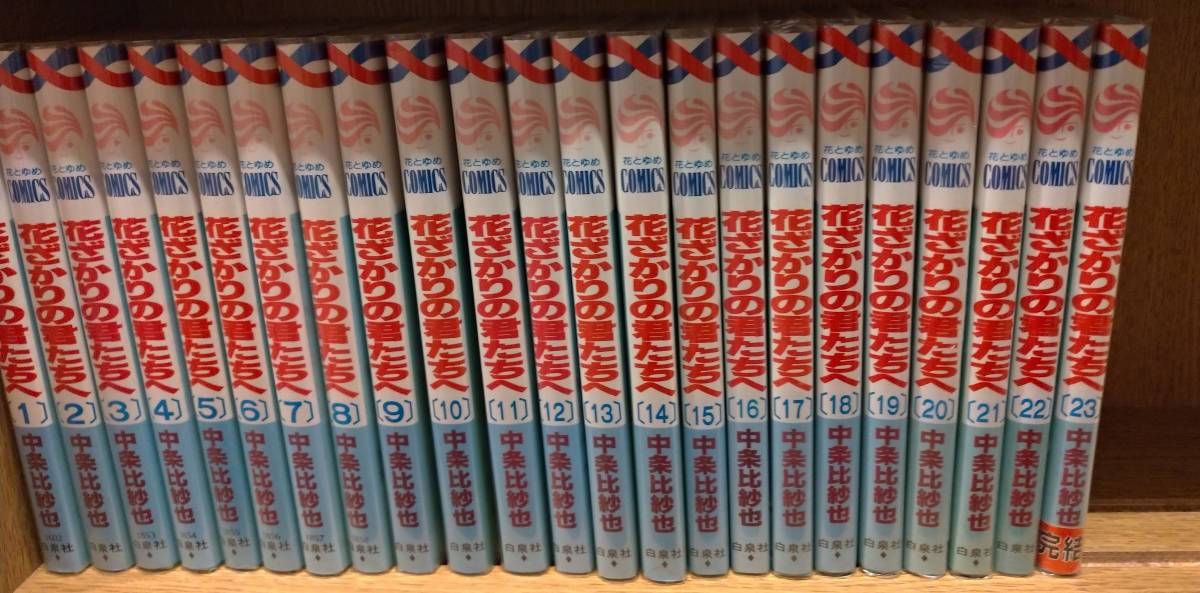 COMICS
花ざかりの君たちへ
[1]
花とゆめ
COMICS
花ざかりの君たちへ
[2]
中条比紗也
白泉社
花とゆめ
COMICS
花ざかりの君たちへ
[3]
中条比紗也
白泉社
花とゆめ
COMICS
花ざかりの君たちへ
[4]
中条比紗也
白泉社
花とゆめ
COMICS
花ざかりの君たちへ
[5]
中条比紗也
白泉社
花とゆめ
COMICS
花ざかりの君たちへ
[6]
中条比紗也
白泉社
花とゆめ
COMICS
花ざかりの君たちへ
[7]
中条比紗也
白泉社
花とゆめ
COMICS
花ざかりの君たちへ
[8]
中条比紗也
白泉社
花とゆめ
COMICS
花ざかりの君たちへ
[9]
中条比紗也
白泉社
花とゆめ
COMICS
花ざかりの君たちへ
[10]
中条比紗也
白泉社
花とゆめ
COMICS
花ざかりの君たちへ
[11]
中条比紗也
白泉社
花とゆめ
COMICS
花ざかりの君たちへ
[12]
中条比紗也
白泉社
花とゆめ
COMICS
花ざかりの君たちへ
[13]
中条比紗也
白泉社
花とゆめ
COMICS
花ざかりの君たちへ
[14]
中条比紗也
白泉社
花とゆめ
COMICS
花ざかりの君たちへ
[15]
中条比紗也
白泉社
花とゆめ
COMICS
花ざかりの君たちへ
[16]
中条比紗也
白泉社
花とゆめ
COMICS
花ざかりの君たちへ
[17]
中条比紗也
白泉社
花とゆめ
COMICS
花ざかりの君たちへ
[18]
中条比紗也
白泉社
花とゆめ
COMICS
花ざかりの君たちへ
[19]
中条比紗也
白泉社
花とゆめ
COMICS
花ざかりの君たちへ
[20]
中条比紗也
白泉社
花とゆめ
COMICS
花ざかりの君たちへ
[21]
中条比紗也
白泉社
花とゆめ
COMICS
花ざかりの君たちへ
[22]
中条比紗也
白泉社
花とゆめ
COMICS
花ざかりの君たちへ
[23]
中条比紗也
完結